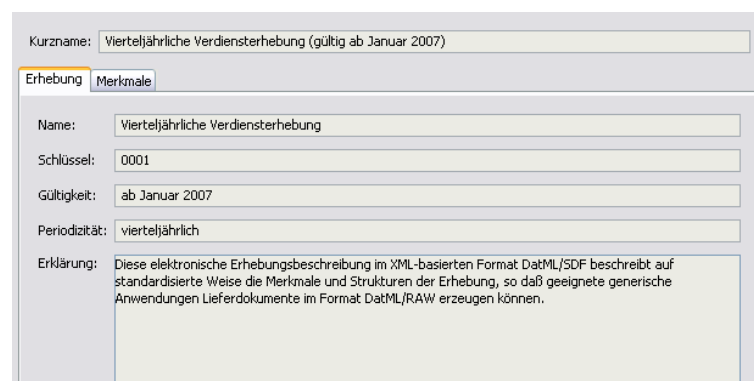 Kurzname: Vierteljährliche Verdiensterhebung (gültig ab Januar 2007)
Erhebung Merkmale
Name: Vierteljährliche Verdiensterhebung
Schlüssel: 0001
Gültigkeit: ab Januar 2007
Periodizität: vierteljährlich
Erklärung: Diese elektronische Erhebungsbeschreibung im XML-basierten Format DatML/SDF beschreibt auf
standardisierte Weise die Merkmale und Strukturen der Erhebung, so daß geeignete generische
Anwendungen Lieferdokumente im Format DatML/RAW erzeugen können.